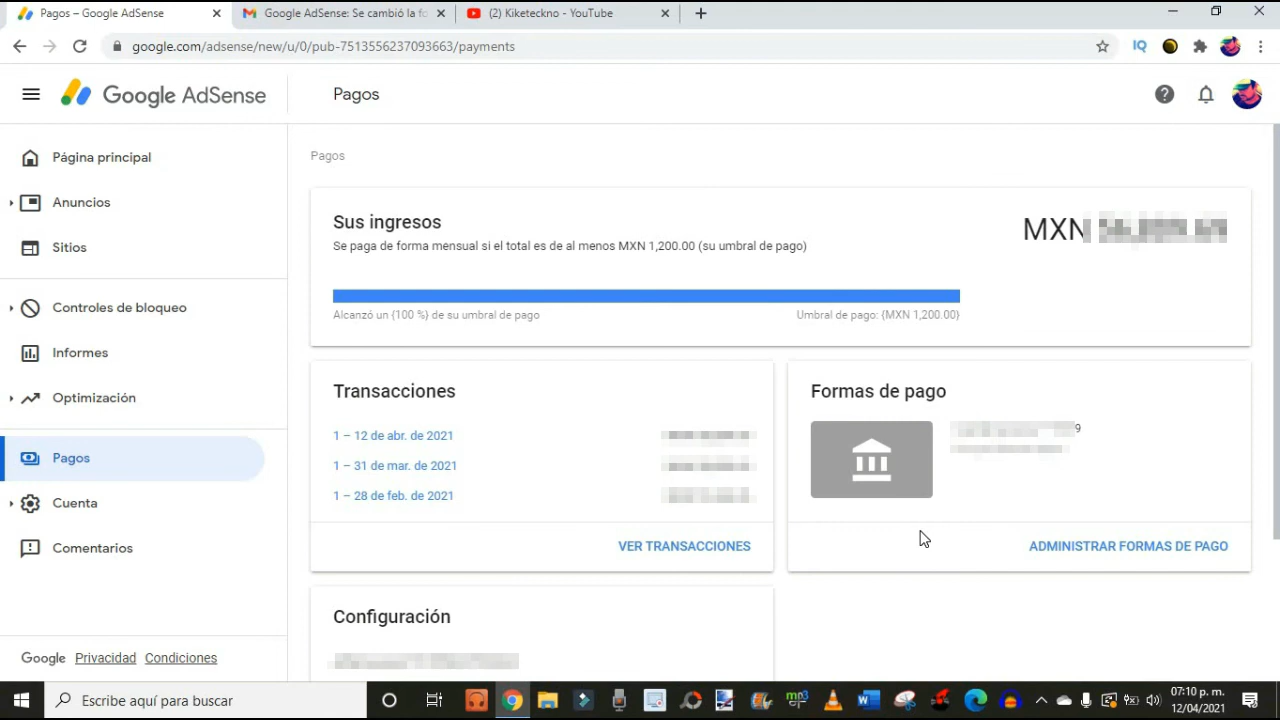 Pagos – Google AdSense
Google AdSense: Se cambió la fo
(2) Kiketeckno - YouTube
google.com/adsense/new/u/0/pub-7513556237093663/payments
IQ
Google AdSense
Pagos
Página principal
Anuncios
Sitios
Controles de bloqueo
Informes
Optimización
Pagos
Cuenta
Comentarios
Google Privacidad Condiciones
Pagos
Sus ingresos
MXN
Se paga de forma mensual si el total es de al menos MXN 1,200.00 (su umbral de pago)
Alcanzó un {100 %} de su umbral de pago
Umbral de pago: {MXN 1,200.00}
Transacciones
1 – 12 de abr. de 2021
1 – 31 de mar. de 2021
1 – 28 de feb. de 2021
VER TRANSACCIONES
Formas de pago
9
ADMINISTRAR FORMAS DE PAGO
Configuración
Escribe aquí para buscar
mp3
07:10 p. m.
12/04/2021